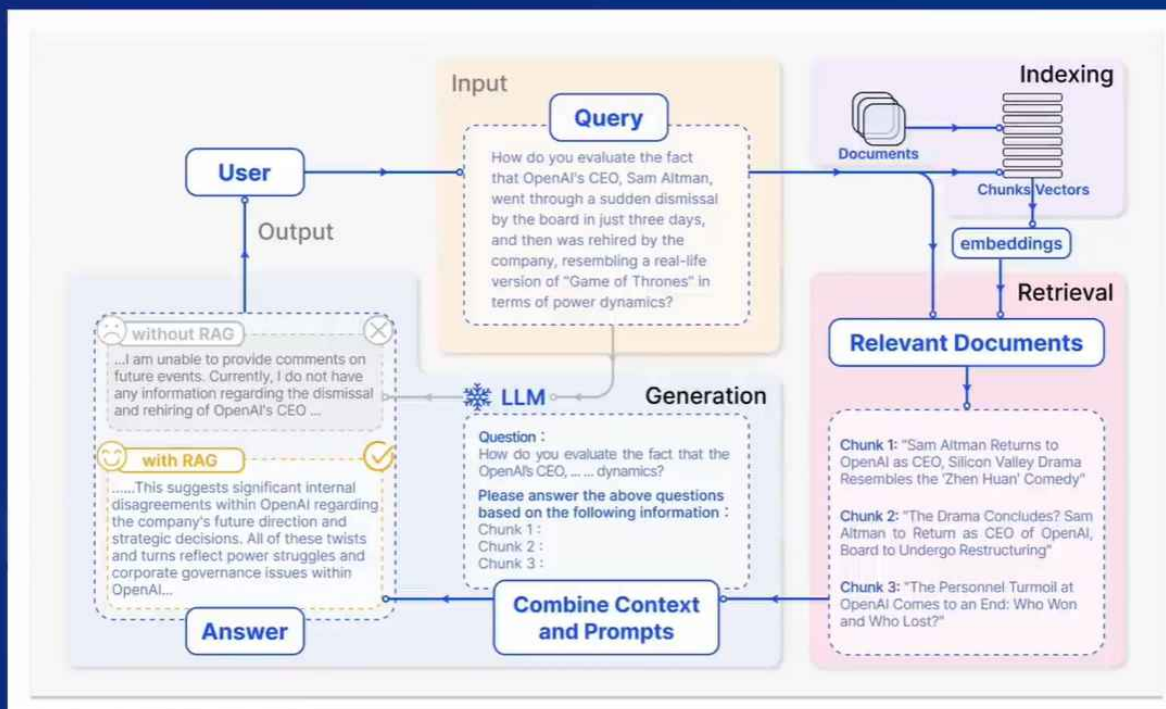 Input
Query
How do you evaluate the fact
that OpenAI's CEO, Sam Altman,
went through a sudden dismissal
by the board in just three days,
and then was rehired by the
company, resembling a real-life
version of "Game of Thrones" in
terms of power dynamics?
Indexing
Documents
Chunks Vectors
embeddings
User
Output
Retrieval
Relevant Documents
Chunk 1: "Sam Altman Returns to
OpenAI as CEO, Silicon Valley Drama
Resembles the 'Zhen Huan' Comedy"
Chunk 2: "The Drama Concludes? Sam
Altman to Return as CEO of OpenAI,
Board to Undergo Restructuring"
Chunk 3: "The Personnel Turmoil at
OpenAI Comes to an End: Who Won
and Who Lost?"
LLM
Generation
Question :
How do you evaluate the fact that the
OpenAI's CEO, ... ... dynamics?
Please answer the above questions
based on the following information :
Chunk 1 :
Chunk 2 :
Chunk 3 :
Combine Context
and Prompts
without RAG
...I am unable to provide comments on
future events. Currently, I do not have
any information regarding the dismissal
and rehiring of OpenAI's CEO ...
with RAG
......This suggests significant internal
disagreements within OpenAI regarding
the company's future direction and
strategic decisions. All of these twists
and turns reflect power struggles and
corporate governance issues within
OpenAI...
Answer